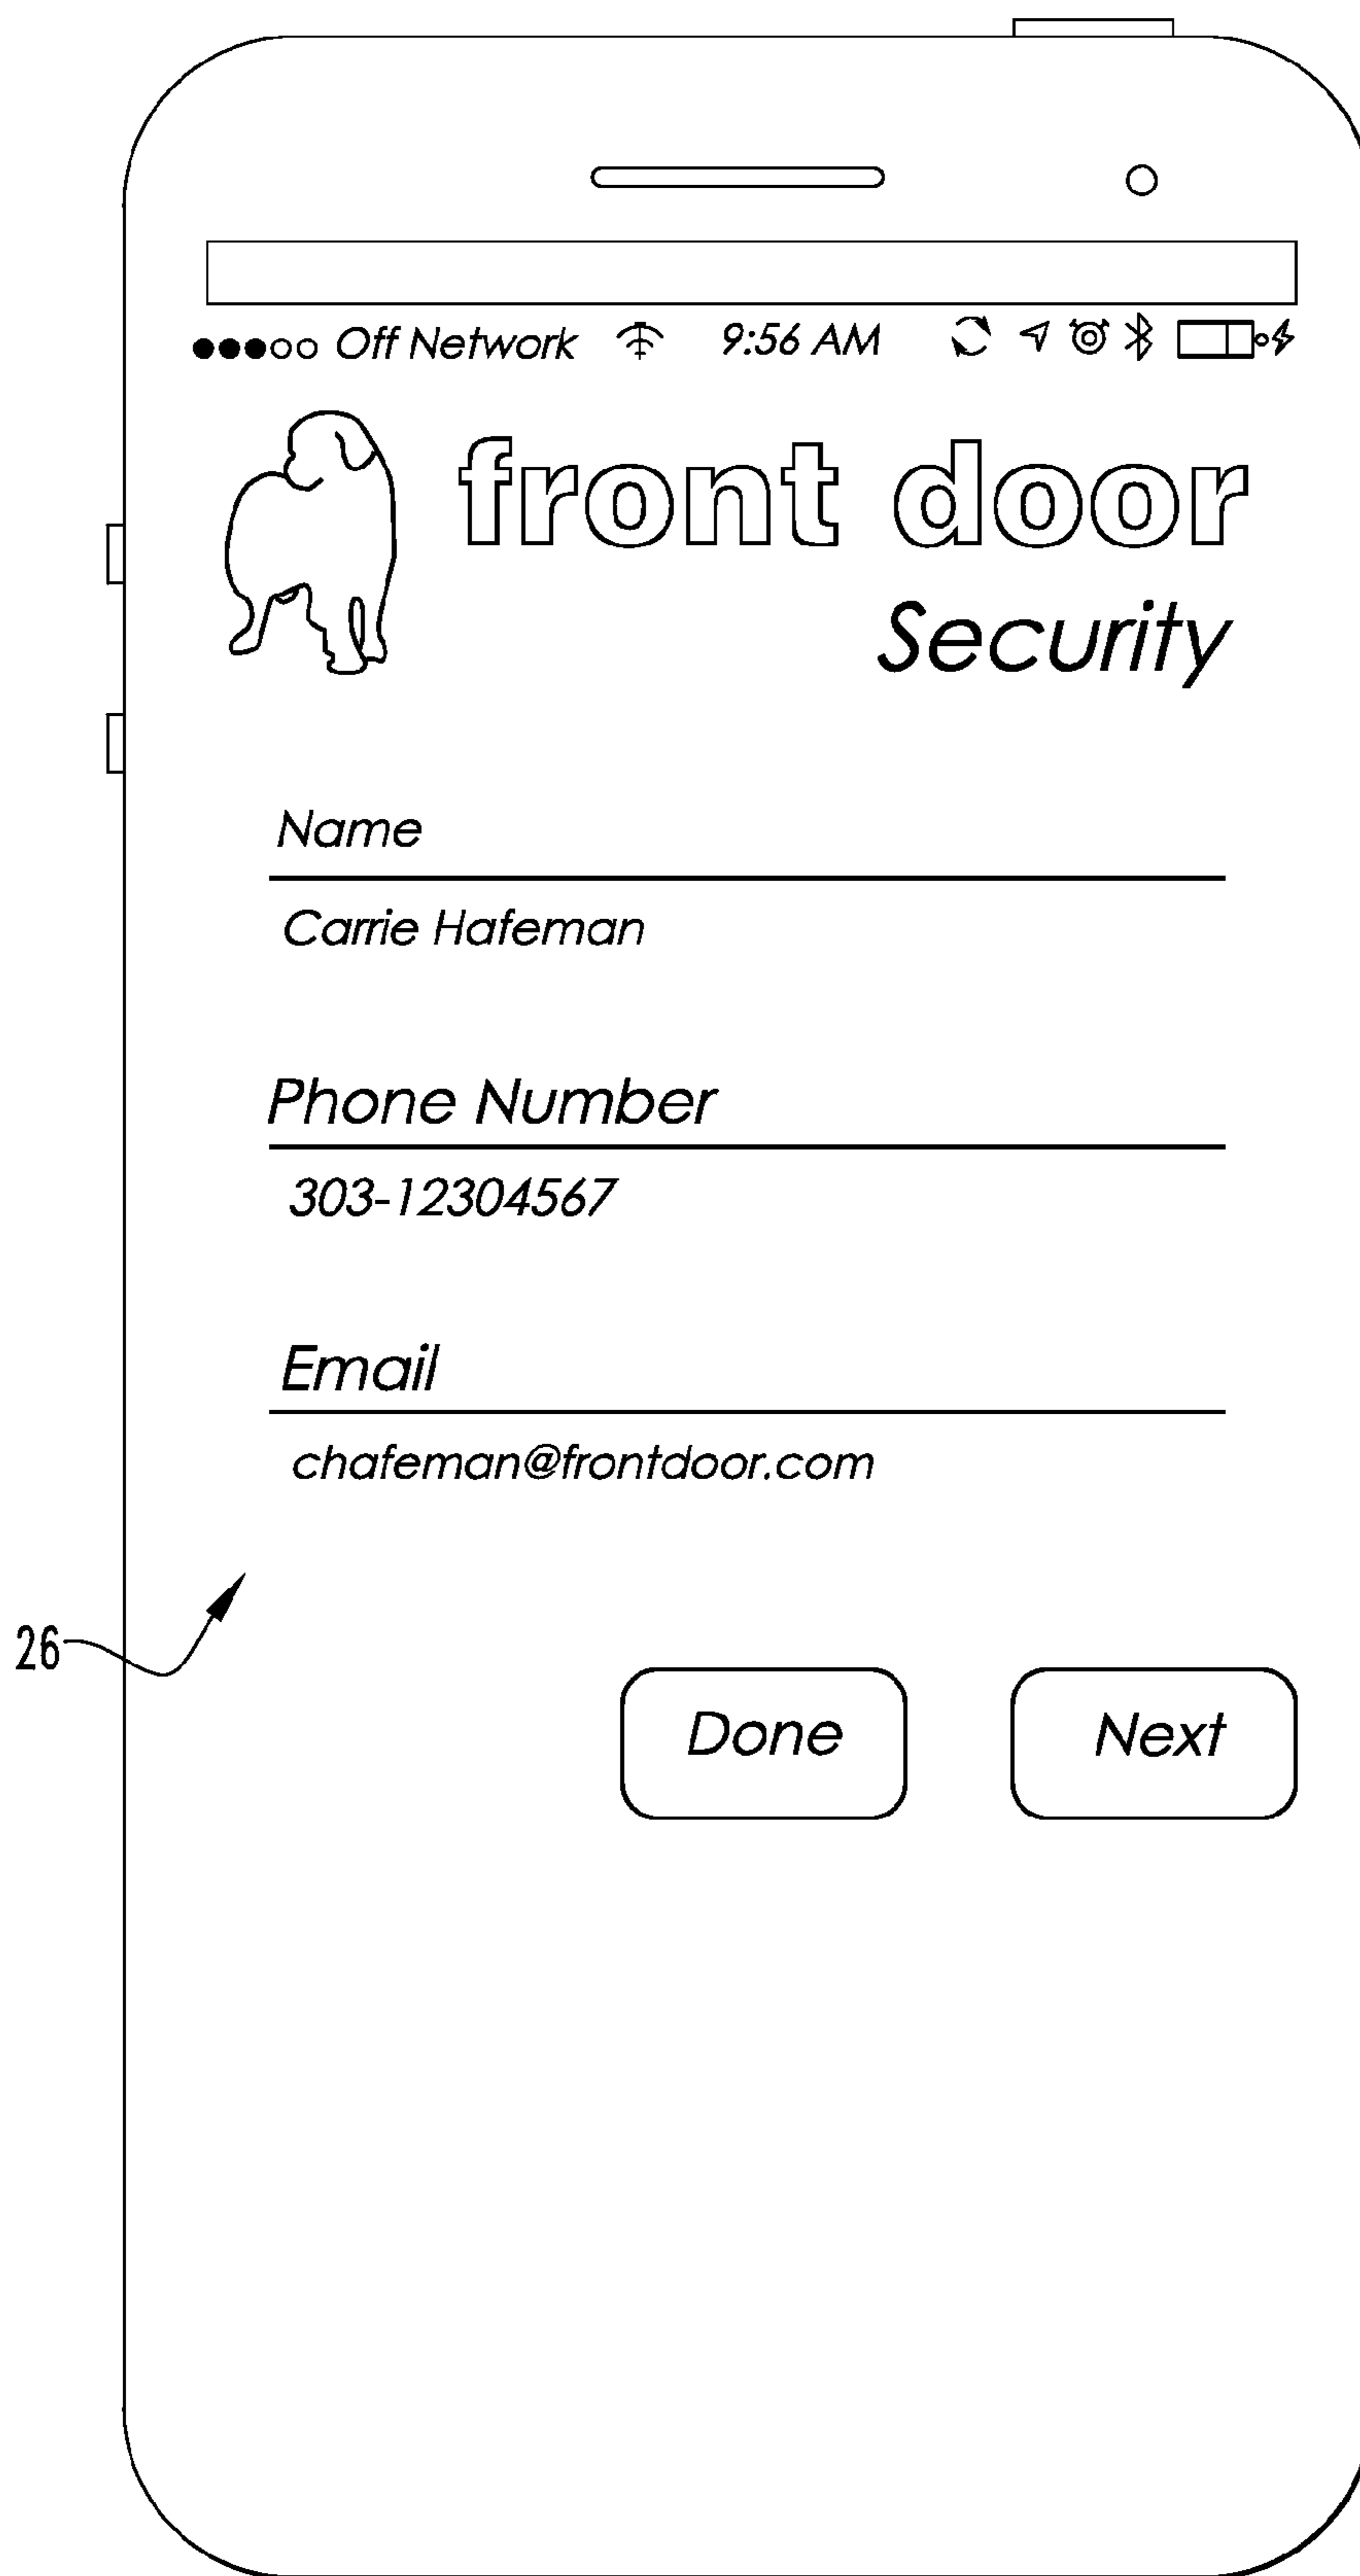 Off Network 9:56 AM
front door
Security
Name
Carrie Hafeman
Phone Number
303-12304567
Email
chafeman@frontdoor.com
26
Done Next